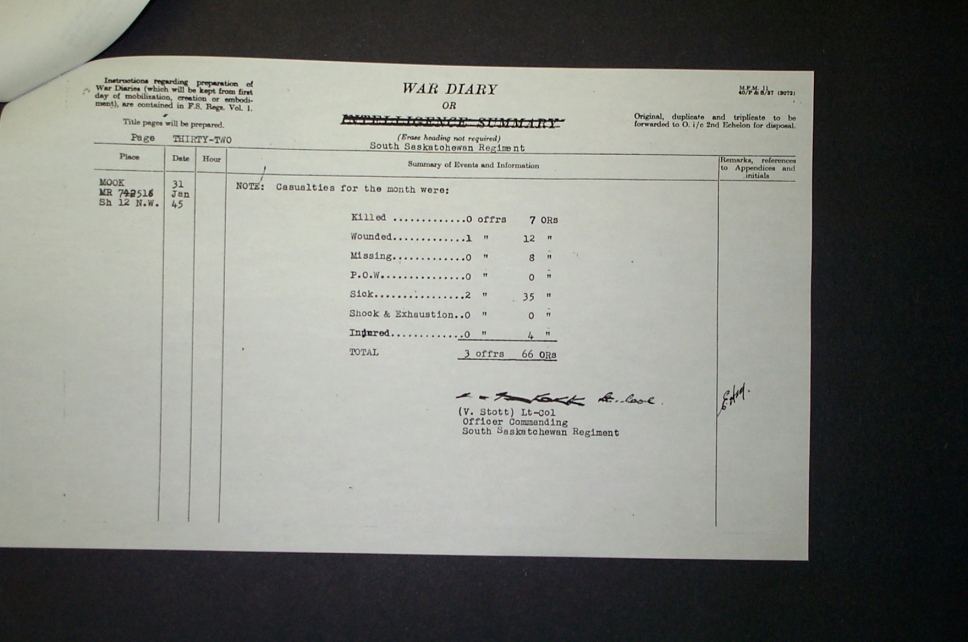 Instructions regarding preparation of
War Diaries (which will be kept from first
day of mobilization, creation or embodi-
ment), are contained in F.S. Regs. Vol. 1.
Title pages will be prepared.
Page THIRTY-TWO
WAR DIARY
OR
INTELLIGENCE SUMMARY
(Erase heading not required)
South Saskatchewan Regiment
Original, duplicate and triplicate to be
forwarded to O. i/c 2nd Echelon for disposal.
Place Date Hour Summary of Events and Information Remarks, references
to Appendices and
initials
MOOK 31 NOTE: Casualties for the month were:
MR 742516 Jan
Sh 12 N.W. 45
Killed .............0 offrs 7 ORs
Wounded.............1 " 12 "
Missing.............0 " 8 "
P.O.W...............0 " 0 "
Sick................2 " 35 "
Shock & Exhaustion..0 " 0 "
Injured.............0 " 4 "
TOTAL 3 offrs 66 ORs
(V. Stott) Lt-Col
Officer Commanding
South Saskatchewan Regiment